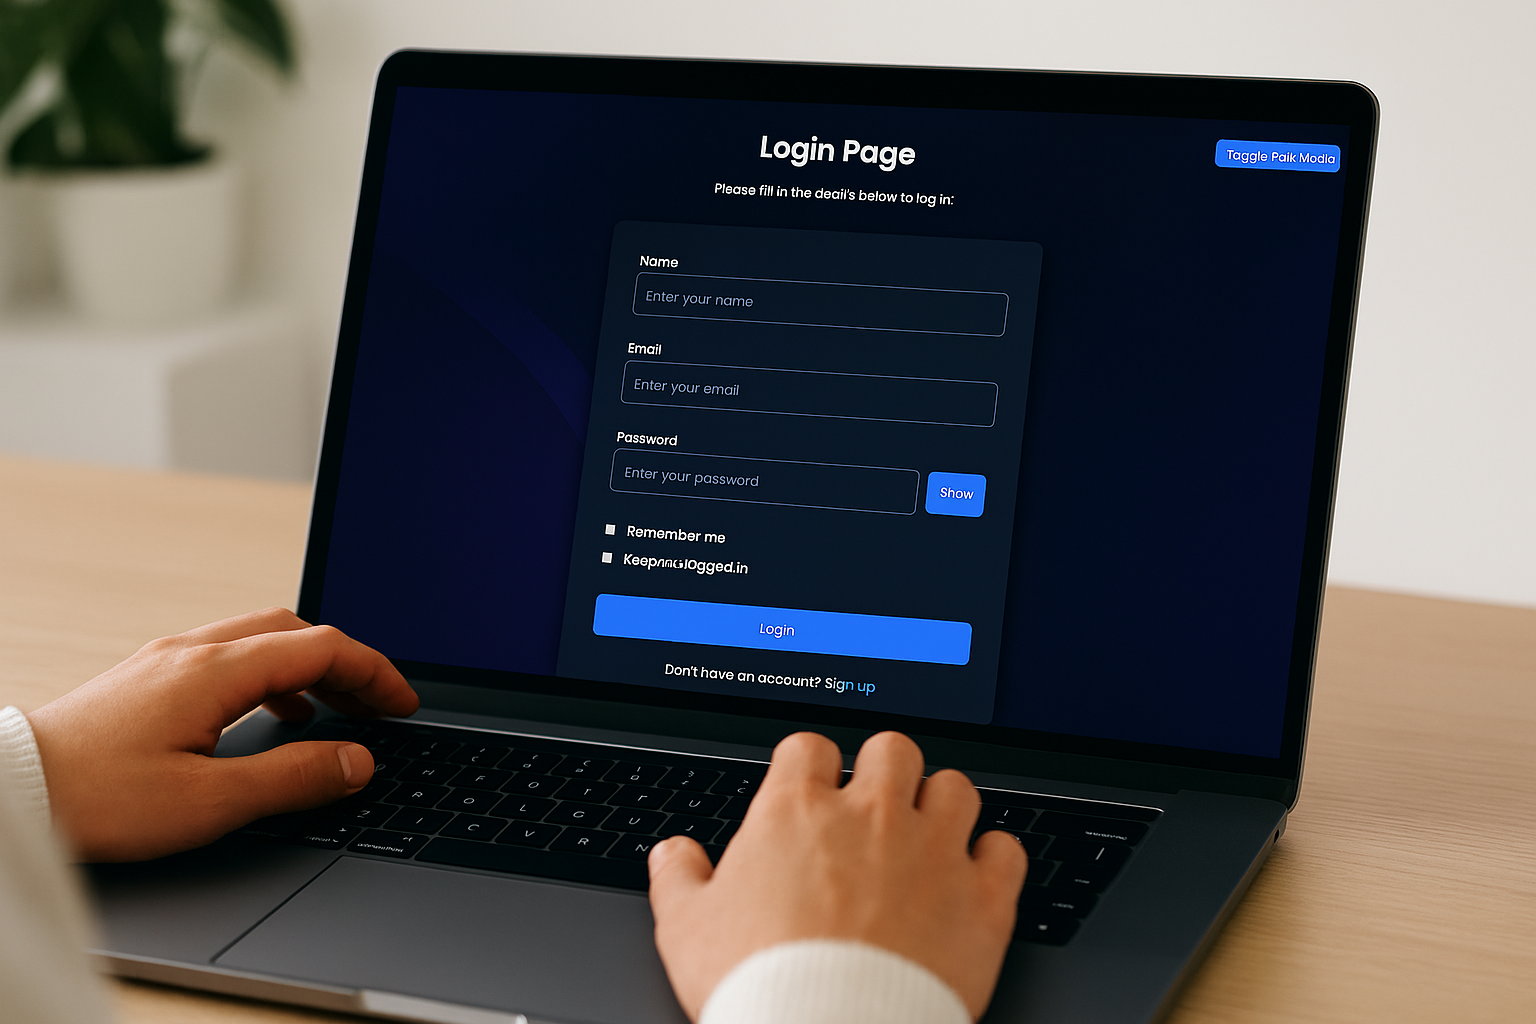 Login Page
Taggle Paik Modia
Please fill in the deail's below to log in:
Name
Enter your name
Email
Enter your email
Password
Enter your password
Show
Remember me
logged.in
Login
Don't have an account? Sign up